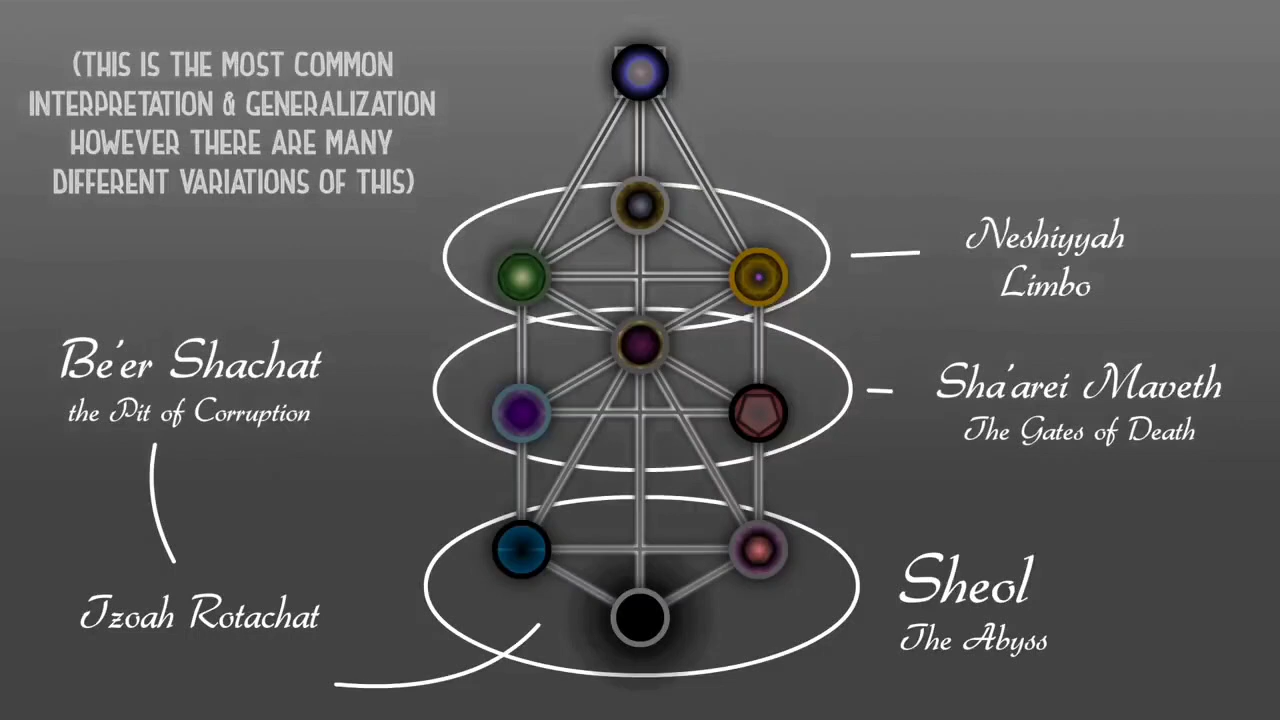 (THIS IS THE MOST COMMON
INTERPRETATION & GENERALIZATION
HOWEVER THERE ARE MANY
DIFFERENT VARIATIONS OF THIS)
Neshiyyah
Limbo
Be'er Shachat
the Pit of Corruption
Sha'arei Maveth
The Gates of Death
Tzoah Rotachat
Sheol
The Abyss